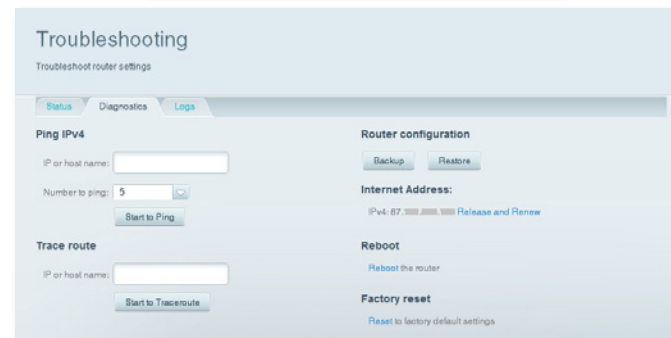 Troubleshooting
Troubleshoot router settings
Status Diagnostics Logs
Ping IPv4
IP or host name:
Number to ping: 5
Start to Ping
Trace route
IP or host name:
Start to Traceroute
Router configuration
Backup Restore
Internet Address:
IPv4: 67. Release and Renew
Reboot
Reboot the router
Factory reset
Reset to factory default settings